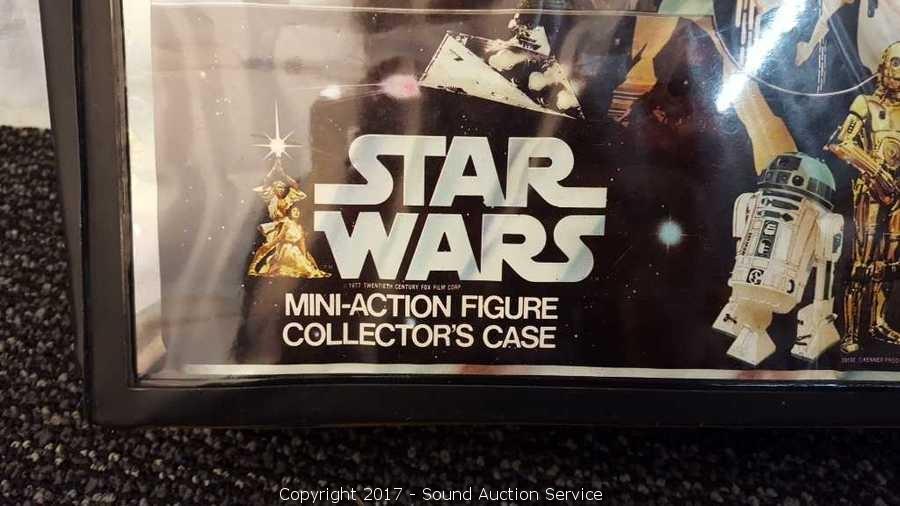 STAR
WARS
© 1977 TWENTIETH CENTURY FOX FILM CORP.
MINI-ACTION FIGURE
COLLECTOR'S CASE
Copyright 2017 - Sound Auction Service